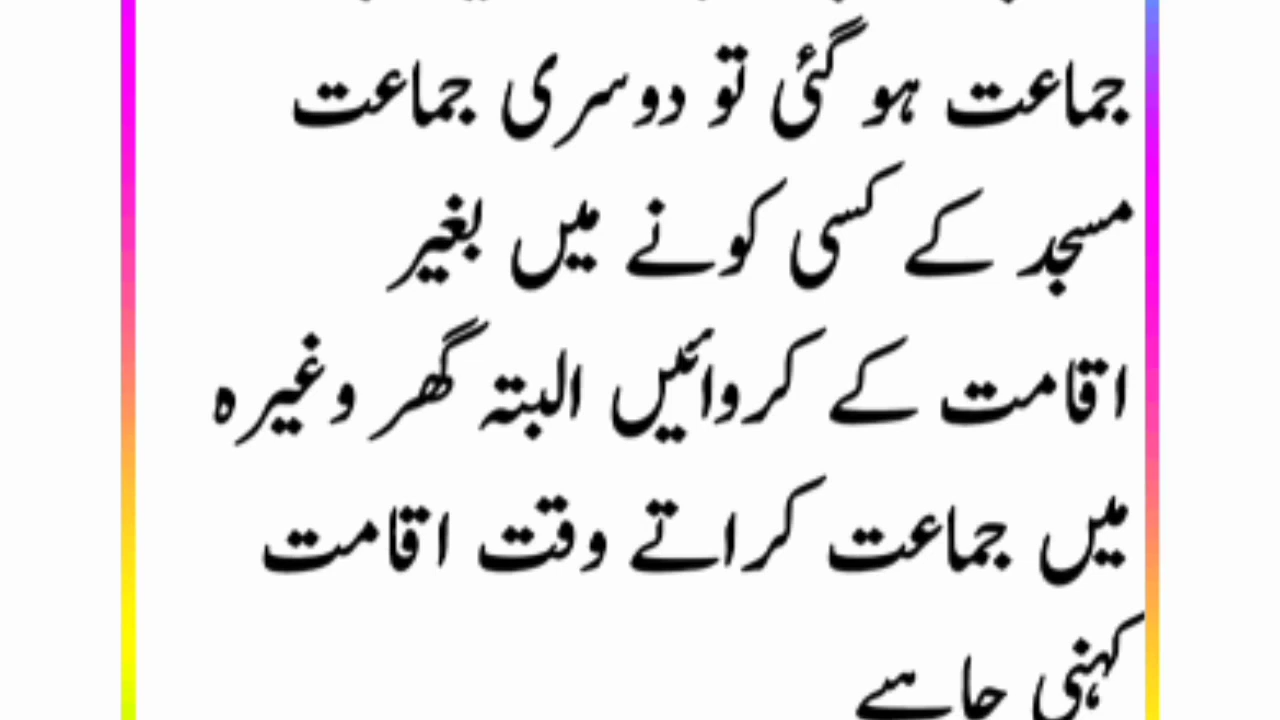 جماعت ہو گئی تو دوسری جماعت
مسجد کے کسی کونے میں بغیر
اقامت کے کروائیں البتہ گھر وغیرہ
میں جماعت کراتے وقت اقامت
کہنی چاہیے